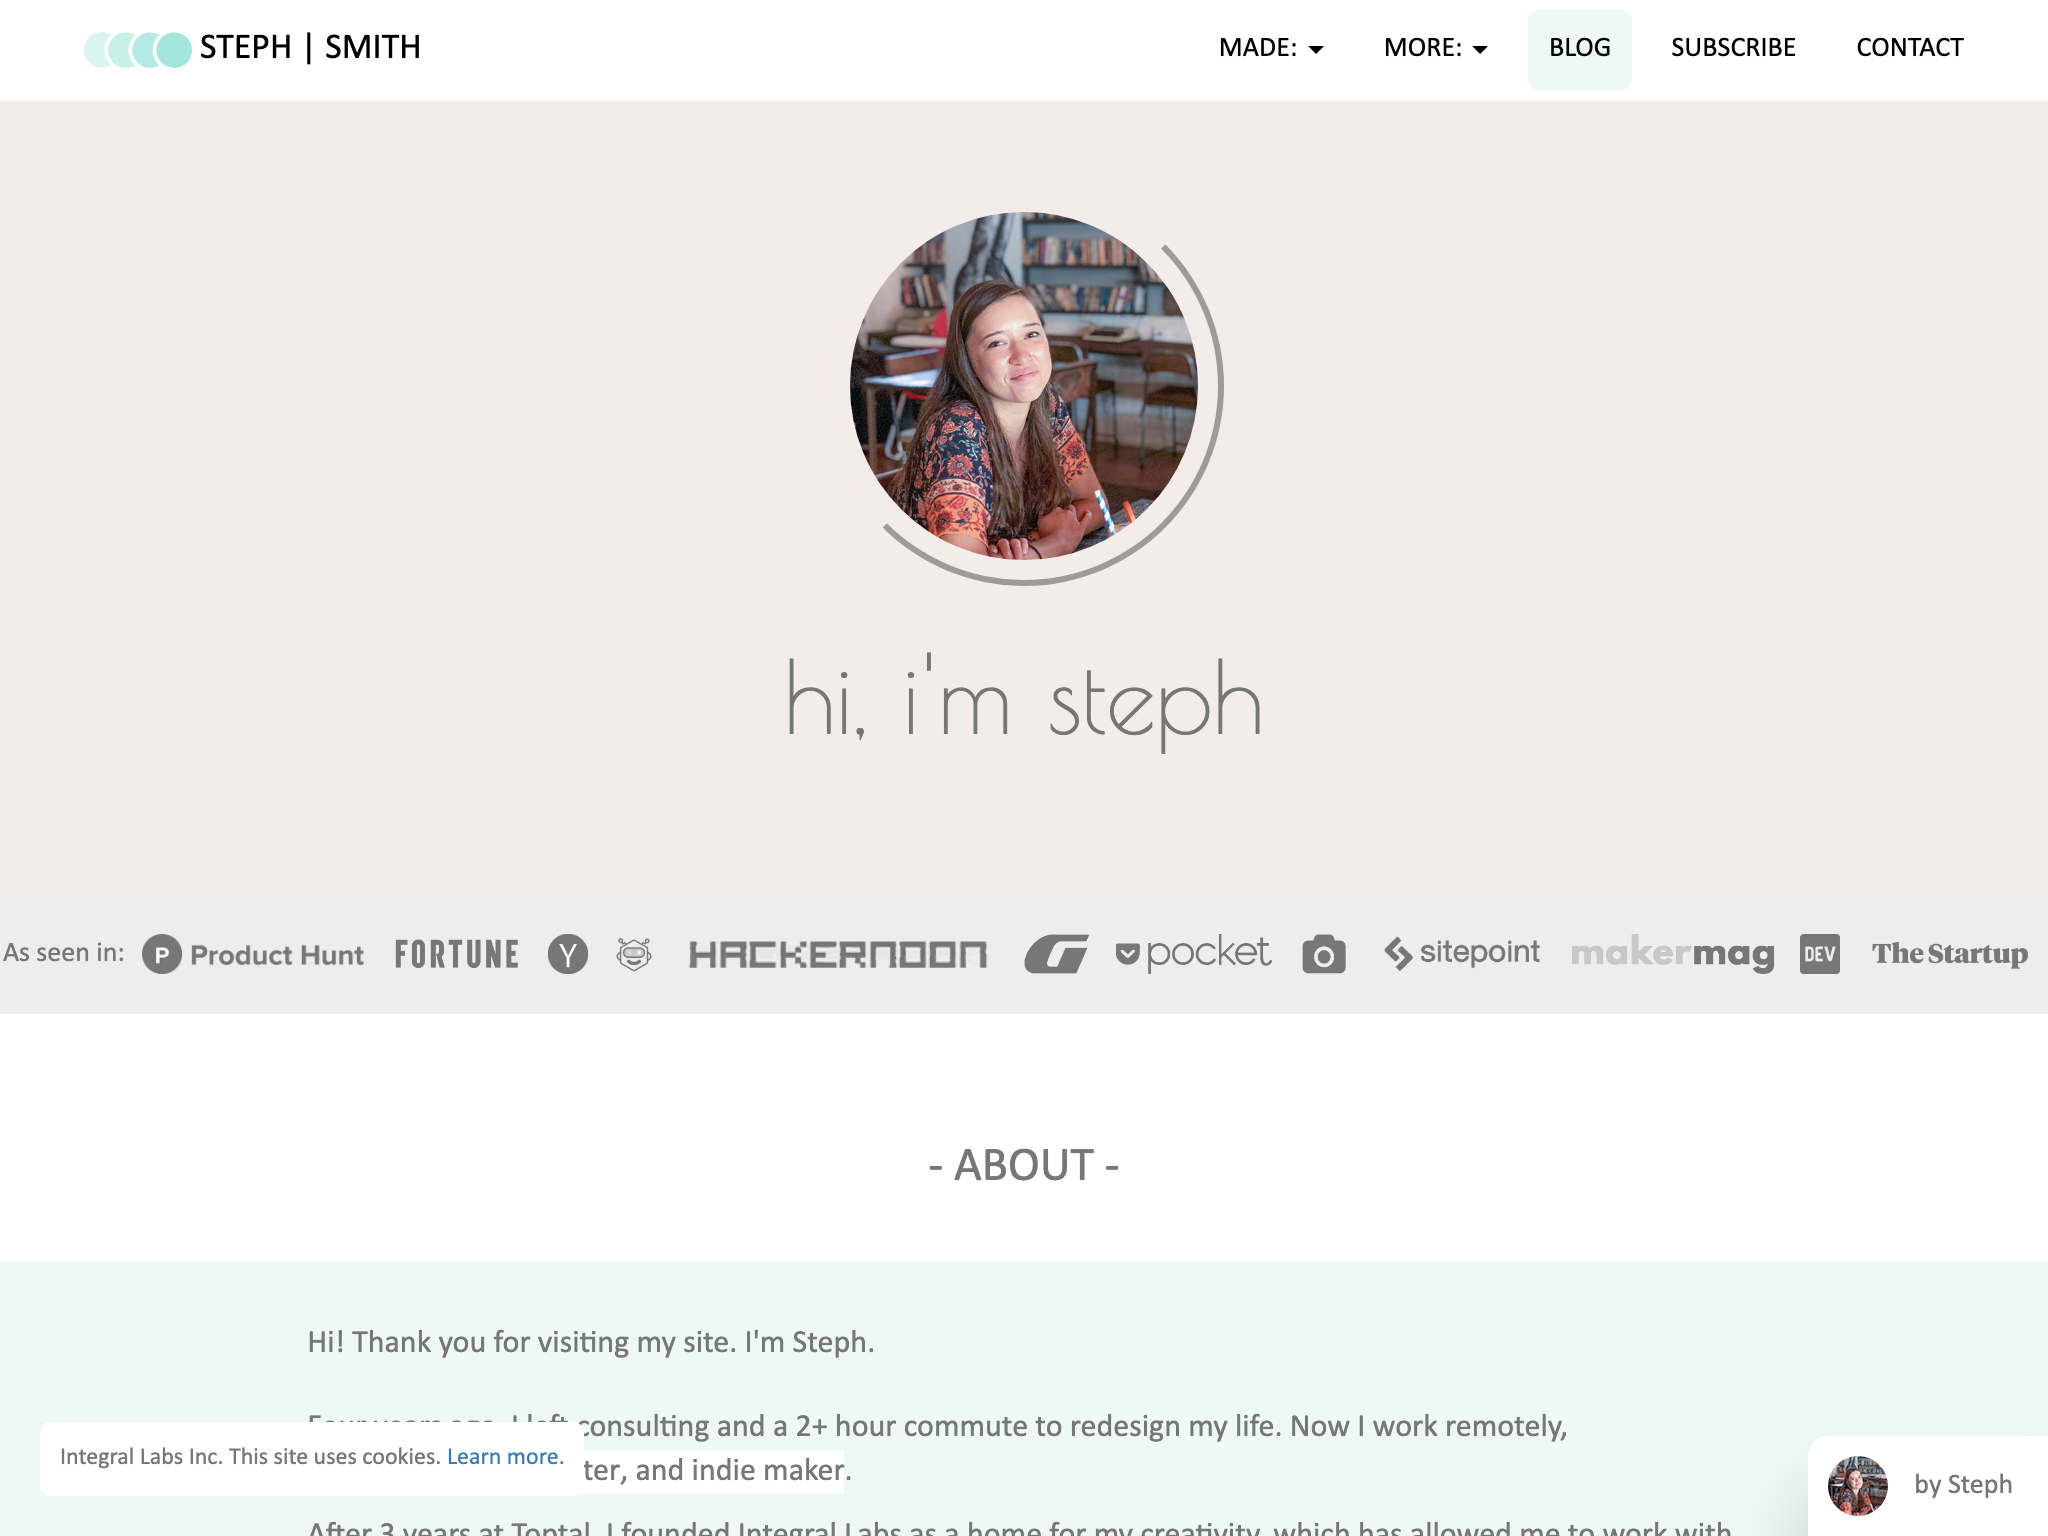 STEPH | SMITH
MADE:
MORE:
BLOG
SUBSCRIBE
CONTACT
hi, i'm steph
As seen in:
P Product Hunt
FORTUNE
Y
HACKERNOON
G
pocket
sitepoint
makermag
DEV
The Startup
- ABOUT -
Hi! Thank you for visiting my site. I'm Steph.
Four years ago, I left consulting and a 2+ hour commute to redesign my life. Now I work remotely,
ter, and indie maker.
After 3 years at Toptal, I founded Integral Labs as a home for my creativity, which has allowed me to work with
Integral Labs Inc. This site uses cookies. Learn more.
by Steph